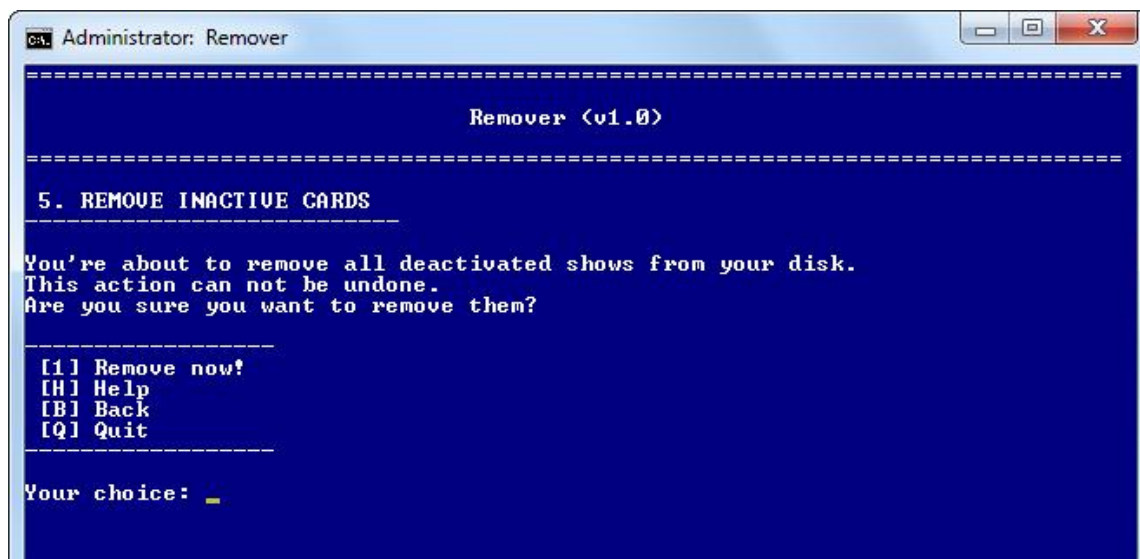 Administrator: Remover
================================================================================
Remover (v1.0)
================================================================================
5. REMOVE INACTIVE CARDS
---------------------------
You're about to remove all deactivated shows from your disk.
This action can not be undone.
Are you sure you want to remove them?
------------------
[1] Remove now!
[H] Help
[B] Back
[Q] Quit
------------------
Your choice: _